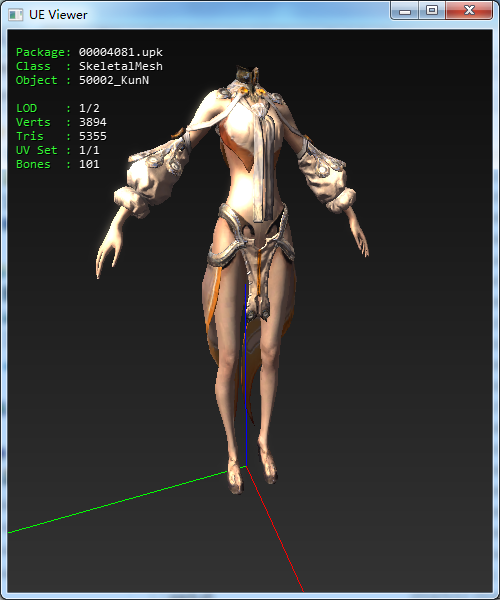 UE Viewer
Package: 00004081.upk
Class : SkeletalMesh
Object : 50002_KunN
LOD : 1/2
Verts : 3894
Tris : 5355
UV Set : 1/1
Bones : 101